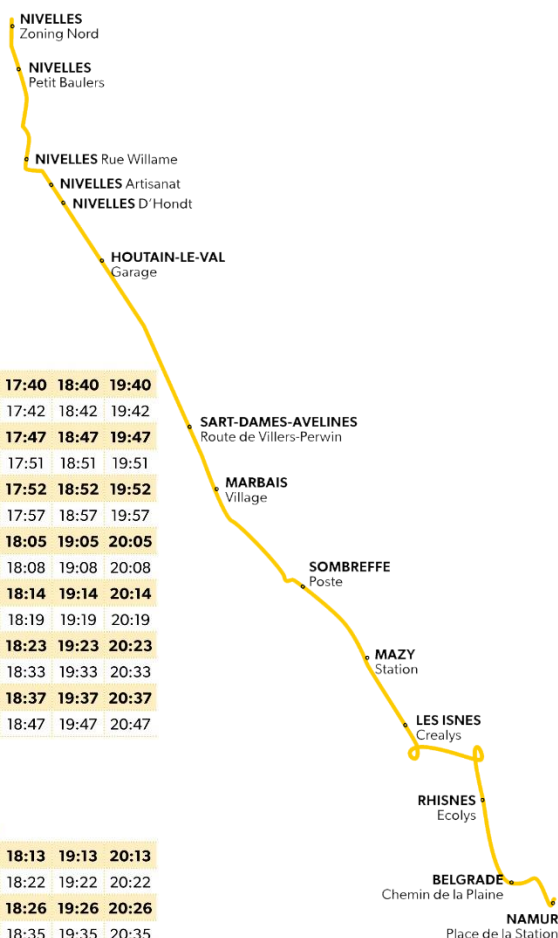 NIVELLES
Zoning Nord
NIVELLES
Petit Baulers
NIVELLES Rue Willame
NIVELLES Artisanat
NIVELLES D'Hondt
HOUTAIN-LE-VAL
Garage
SART-DAMES-AVELINES
Route de Villers-Perwin
MARBAIS
Village
SOMBREFFE
Poste
MAZY
Station
LES ISNES
Crealys
RHISNES
Ecolys
BELGRADE
Chemin de la Plaine
NAMUR
Place de la Station
17:40 18:40 19:40
17:42 18:42 19:42
17:47 18:47 19:47
17:51 18:51 19:51
17:52 18:52 19:52
17:57 18:57 19:57
18:05 19:05 20:05
18:08 19:08 20:08
18:14 19:14 20:14
18:19 19:19 20:19
18:23 19:23 20:23
18:33 19:33 20:33
18:37 19:37 20:37
18:47 19:47 20:47
18:13 19:13 20:13
18:22 19:22 20:22
18:26 19:26 20:26
18:35 19:35 20:35